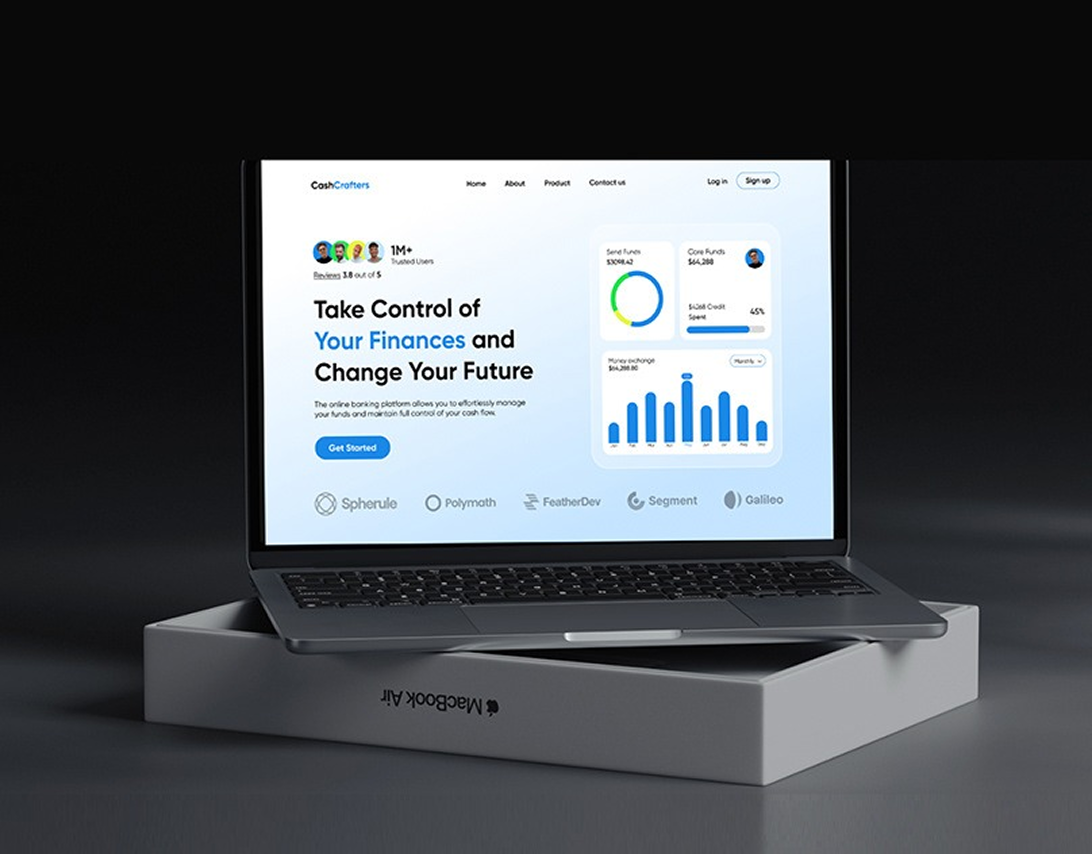 CashCrafters
Home About Product Contact us
Log in Sign up
1M+
Trusted Users
Reviews 3.8 out of 5
Take Control of
Your Finances and
Change Your Future
The online banking platform allows you to effortlessly manage
your funds and maintain full control of your cash flow.
Get Started
Send Funds
$3098.42
Core Funds
$64,288
$4268 Credit
Spent
45%
Money exchange
$64,288.80
Monthly
Spherule Polymath FeatherDev Segment Galileo
MacBook Air